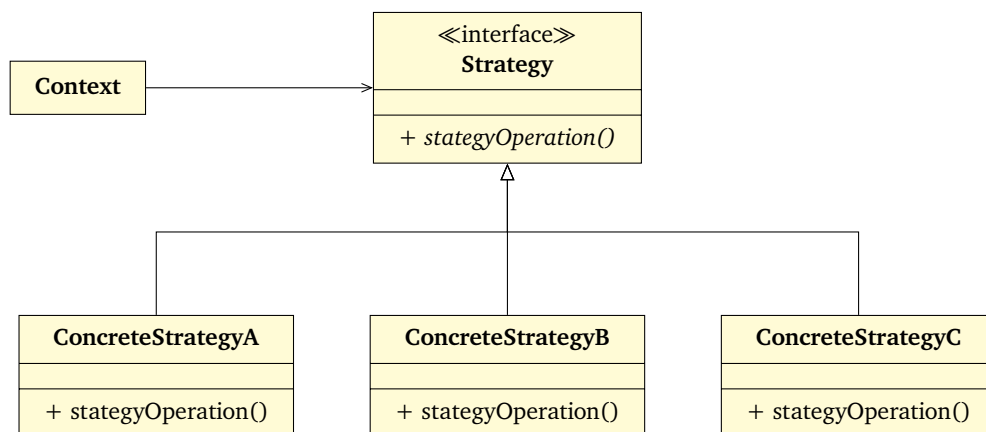 ≪interface≫
Strategy
Context
+ stategyOperation()
ConcreteStrategyA
ConcreteStrategyB
ConcreteStrategyC
+ stategyOperation()
+ stategyOperation()
+ stategyOperation()